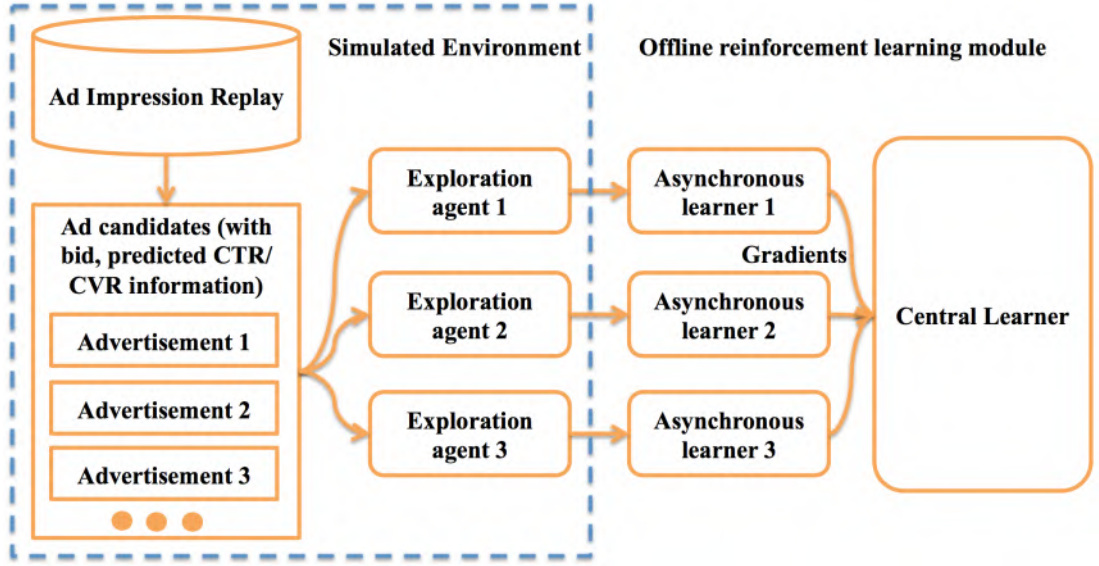 Simulated Environment
Offline reinforcement learning module
Ad Impression Replay
Ad candidates (with
bid, predicted CTR/
CVR information)
Advertisement 1
Advertisement 2
Advertisement 3
Exploration
agent 1
Exploration
agent 2
Exploration
agent 3
Asynchronous
learner 1
Gradients
Asynchronous
learner 2
Asynchronous
learner 3
Central Learner